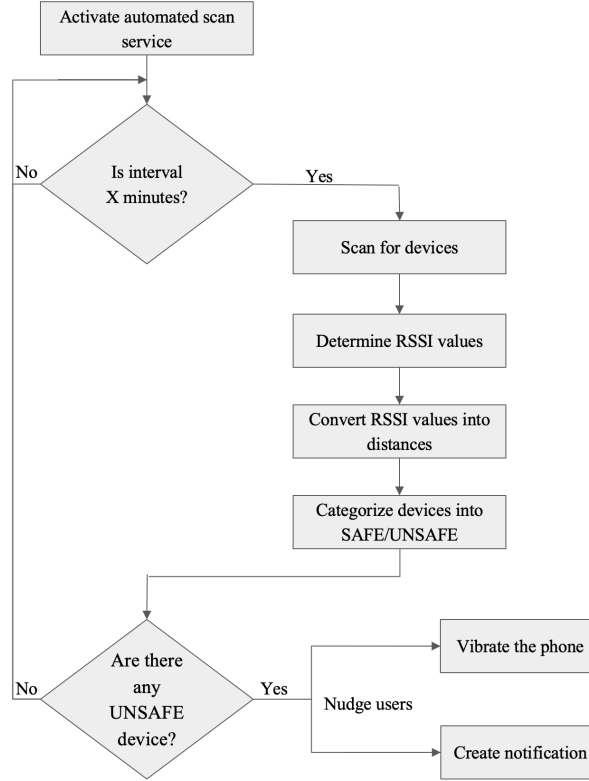 Activate automated scan
service
No
Is interval
X minutes?
Yes
Scan for devices
Determine RSSI values
Convert RSSI values into
distances
Categorize devices into
SAFE/UNSAFE
No
Are there
any
UNSAFE
device?
Yes
Nudge users
Vibrate the phone
Create notification